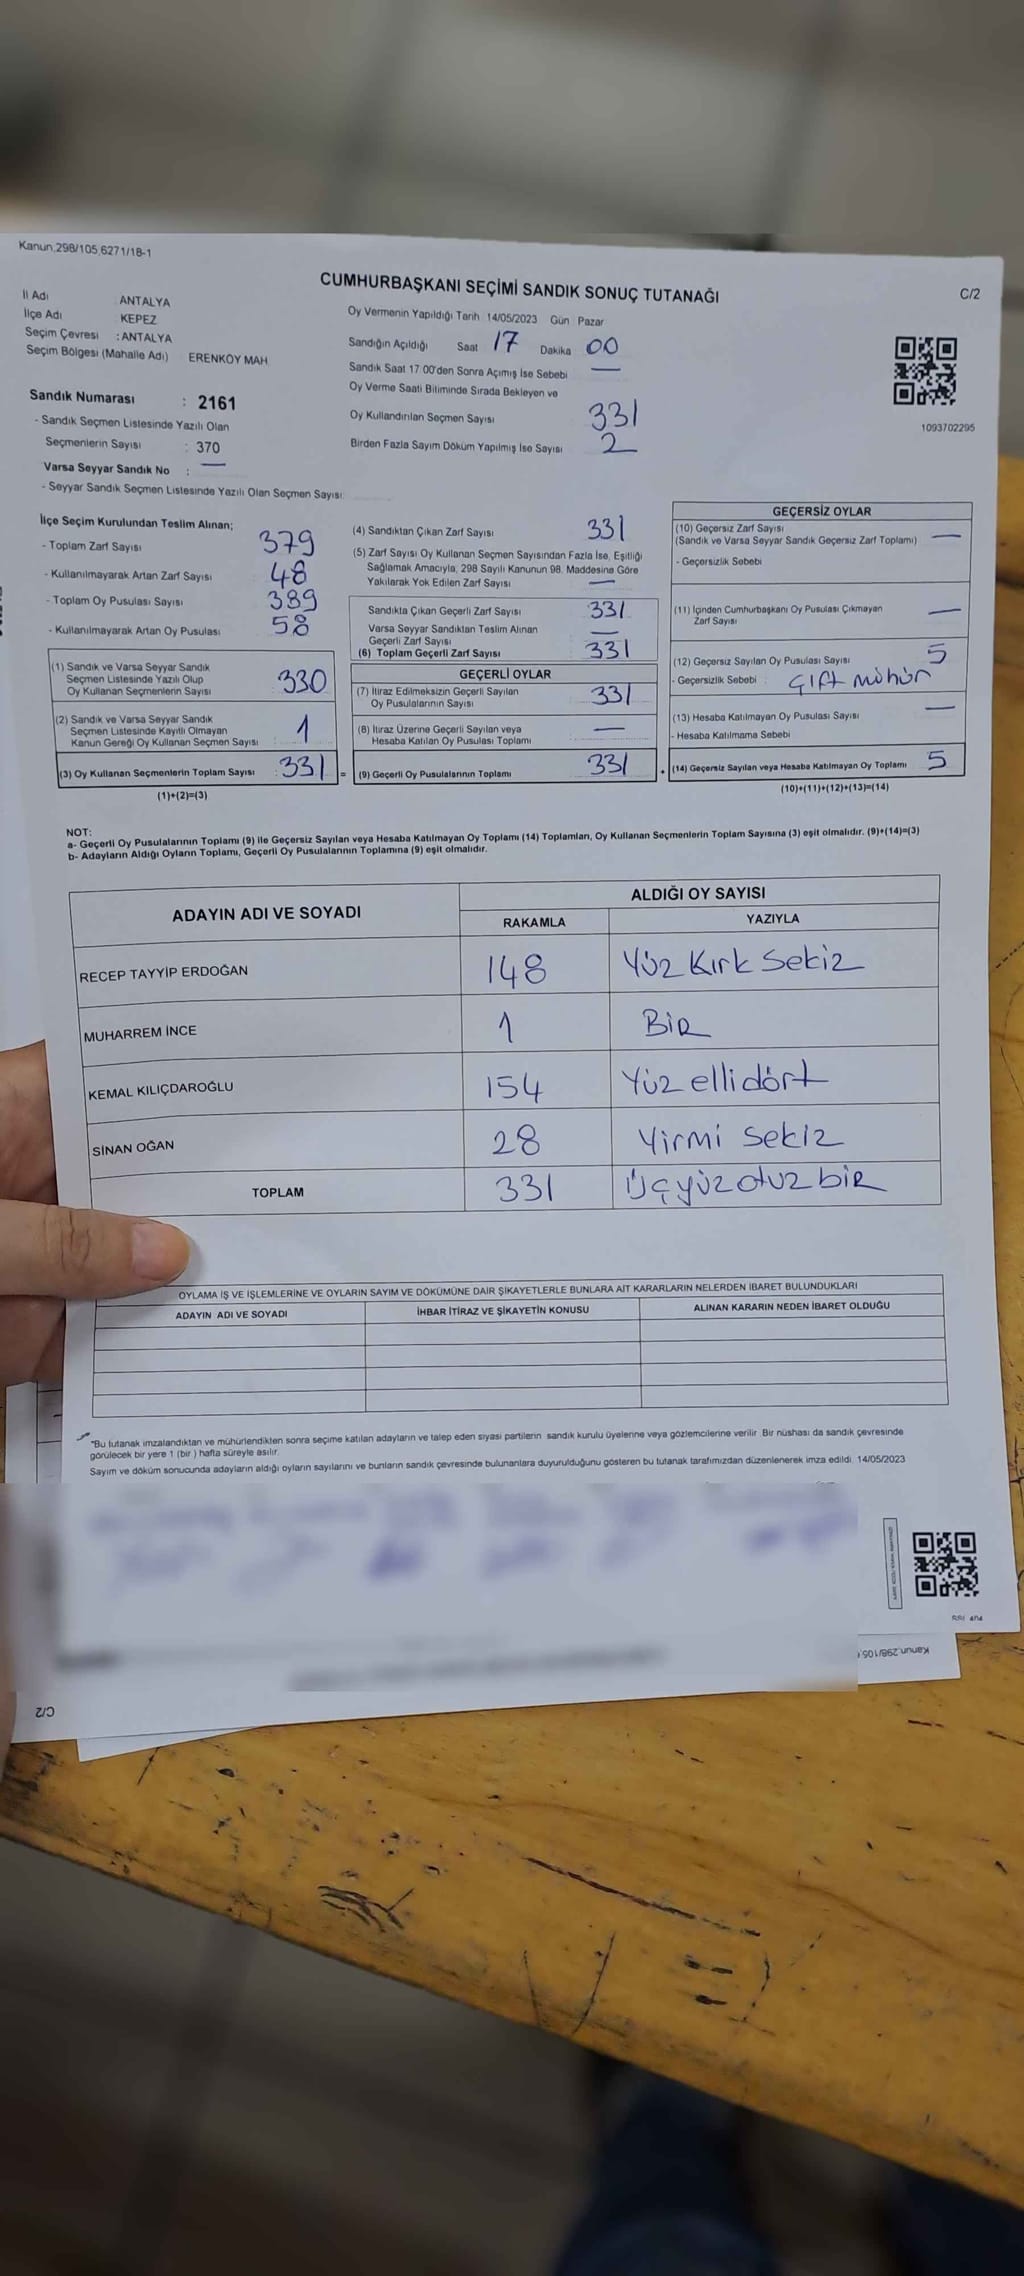 Kanun,298/105,6271/18-1
CUMHURBAŞKANI SEÇİMİ SANDIK SONUÇ TUTANAĞI
C/2
İl Adı : ANTALYA
İlçe Adı : KEPEZ
Seçim Çevresi : ANTALYA
Seçim Bölgesi (Mahalle Adı) ERENKÖY MAH
Sandık Numarası : 2161
- Sandık Seçmen Listesinde Yazılı Olan
Seçmenlerin Sayısı : 370
Varsa Seyyar Sandık No : —
- Seyyar Sandık Seçmen Listesinde Yazılı Olan Seçmen Sayısı:
Oy Vermenin Yapıldığı Tarih : 14/05/2023 Gün : Pazar
Sandığın Açıldığı Saat 17 Dakika 00
Sandık Saat 17:00'den Sonra Açımış İse Sebebi —
Oy Verme Saati Bitiminde Sırada Bekleyen ve
Oy Kullandırılan Seçmen Sayısı 331
Birden Fazla Sayım Döküm Yapılmış İse Sayısı 2
1093702295
İlçe Seçim Kurulundan Teslim Alınan;
- Toplam Zarf Sayısı 379
- Kullanılmayarak Artan Zarf Sayısı 48
- Toplam Oy Pusulası Sayısı 389
- Kullanılmayarak Artan Oy Pusulası 58
(1) Sandık ve Varsa Seyyar Sandık
Seçmen Listesinde Yazılı Olup
Oy Kullanan Seçmenlerin Sayısı 330
(2) Sandık ve Varsa Seyyar Sandık
Seçmen Listesinde Kayıtlı Olmayan
Kanun Gereği Oy Kullanan Seçmen Sayısı 1
(3) Oy Kullanan Seçmenlerin Toplam Sayısı : 331 =
(1)+(2)=(3)
(4) Sandıktan Çıkan Zarf Sayısı 331
(5) Zarf Sayısı Oy Kullanan Seçmen Sayısından Fazla İse, Eşitliği
Sağlamak Amacıyla, 298 Sayılı Kanunun 98. Maddesine Göre
Yakılarak Yok Edilen Zarf Sayısı —
Sandıkta Çıkan Geçerli Zarf Sayısı 331
Varsa Seyyar Sandıktan Teslim Alınan
Geçerli Zarf Sayısı —
(6) Toplam Geçerli Zarf Sayısı 331
GEÇERLİ OYLAR
(7) İtiraz Edilmeksizin Geçerli Sayılan
Oy Pusulalarının Sayısı 331
(8) İtiraz Üzerine Geçerli Sayılan veya
Hesaba Katılan Oy Pusulası Toplamı —
(9) Geçerli Oy Pusulalarının Toplamı 331 +
GEÇERSİZ OYLAR
(10) Geçersiz Zarf Sayısı
(Sandık ve Varsa Seyyar Sandık Geçersiz Zarf Toplamı) —
- Geçersizlik Sebebi
(11) İçinden Cumhurbaşkanı Oy Pusulası Çıkmayan
Zarf Sayısı —
(12) Geçersiz Sayılan Oy Pusulası Sayısı 5
- Geçersizlik Sebebi : Çift mühür
(13) Hesaba Katılmayan Oy Pusulası Sayısı —
- Hesaba Katılmama Sebebi
(14) Geçersiz Sayılan veya Hesaba Katılmayan Oy Toplamı 5
(10)+(11)+(12)+(13)=(14)
NOT:
a- Geçerli Oy Pusulalarının Toplamı (9) ile Geçersiz Sayılan veya Hesaba Katılmayan Oy Toplamı (14) Toplamları, Oy Kullanan Seçmenlerin Toplam Sayısına (3) eşit olmalıdır. (9)+(14)=(3)
b- Adayların Aldığı Oyların Toplamı, Geçerli Oy Pusulalarının Toplamına (9) eşit olmalıdır.
ADAYIN ADI VE SOYADI
ALDIĞI OY SAYISI
RAKAMLA YAZIYLA
RECEP TAYYİP ERDOĞAN 148 Yüz Kırk Sekiz
MUHARREM İNCE 1 BİR
KEMAL KILIÇDAROĞLU 154 Yüz ellidört
SİNAN OĞAN 28 Yirmi Sekiz
TOPLAM 331 Üçyüz otuz bir
OYLAMA İŞ VE İŞLEMLERİNE VE OYLARIN SAYIM VE DÖKÜMÜNE DAİR ŞİKAYETLERLE BUNLARA AİT KARARLARIN NELERDEN İBARET BULUNDUKLARI
ADAYIN ADI VE SOYADI İHBAR İTİRAZ VE ŞİKAYETİN KONUSU ALINAN KARARIN NEDEN İBARET OLDUĞU
"Bu tutanak imzalandıktan ve mühürlendikten sonra seçime katılan adayların ve talep eden siyasi partilerin sandık kurulu üyelerine veya gözlemcilerine verilir. Bir nüshası da sandık çevresinde
görülecek bir yere 1 (bir ) hafta süreyle asılır.
Sayım ve döküm sonucunda adayların aldığı oyların sayılarını ve bunların sandık çevresinde bulunanlara duyurulduğunu gösteren bu tutanak tarafımızdan düzenlenerek imza edildi. 14/05/2023
Kanun,298/105,
C/2